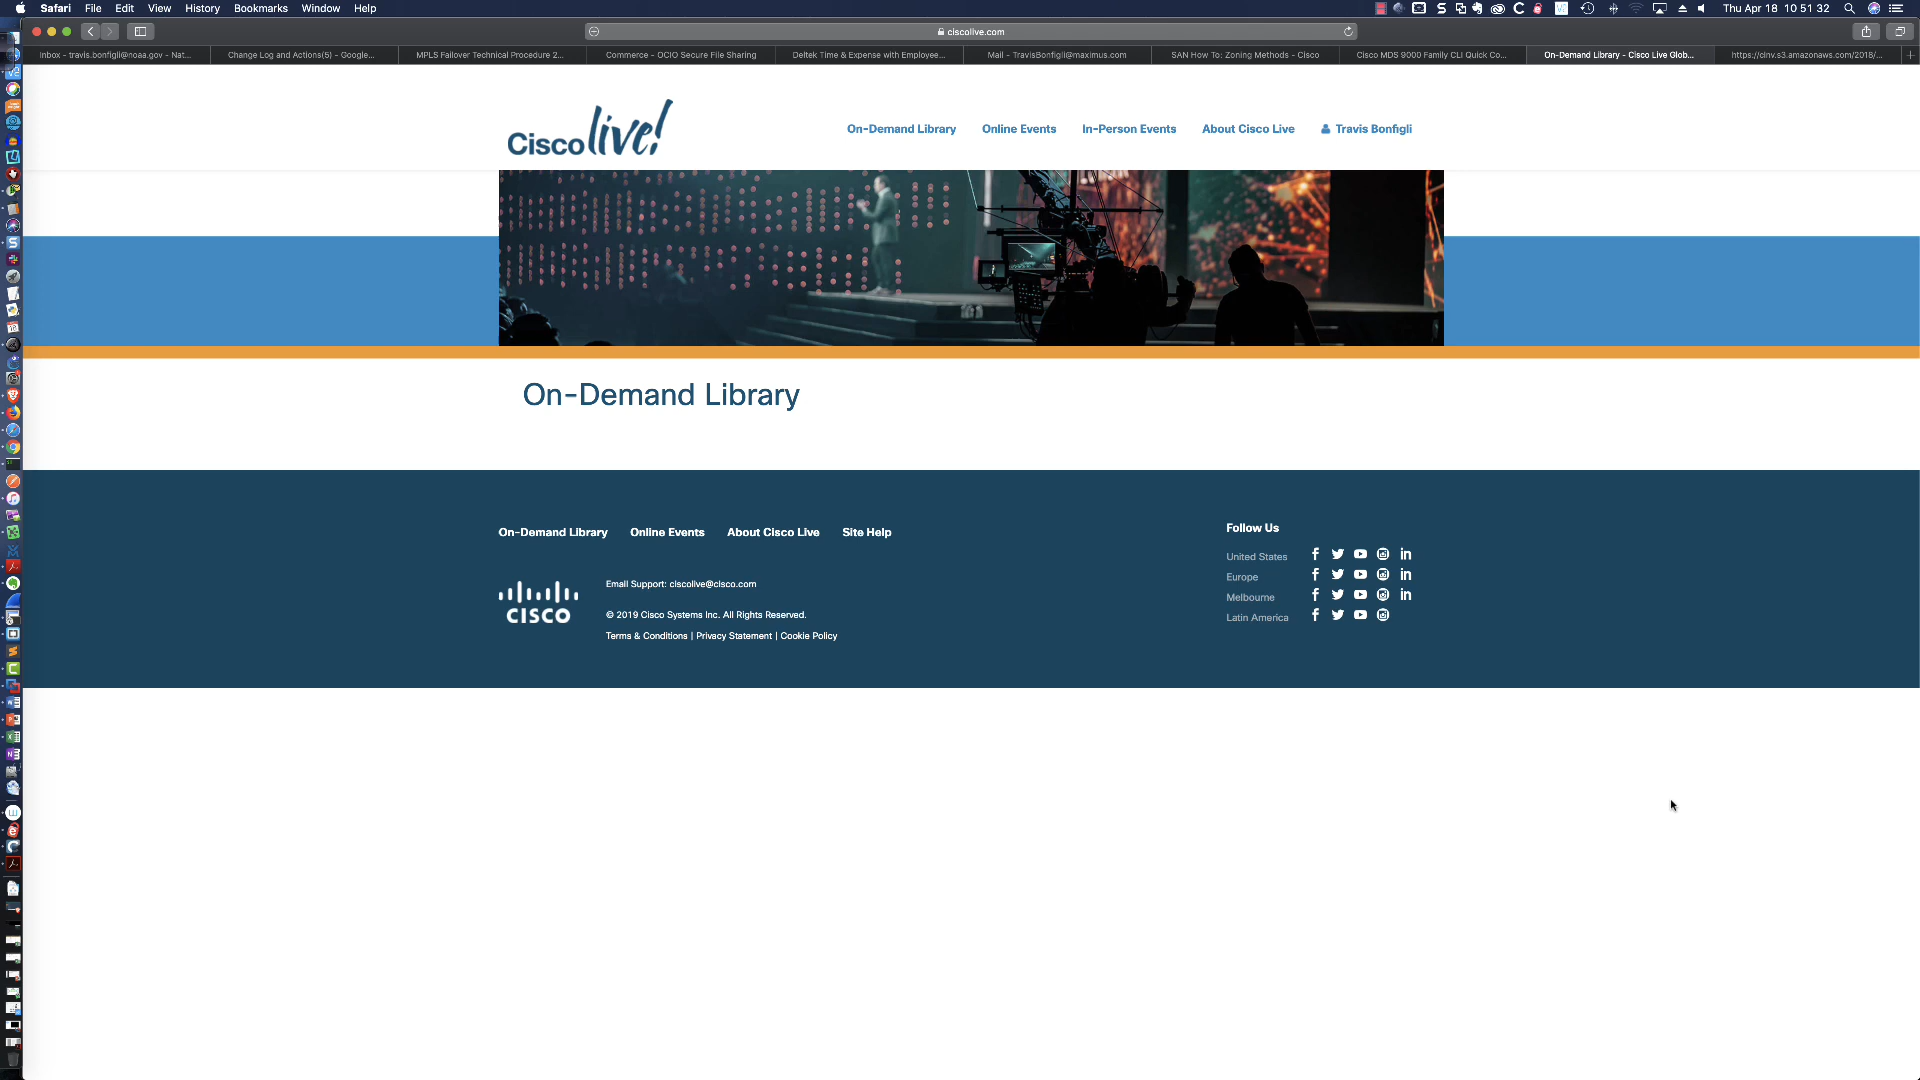 Safari File Edit View History Bookmarks Window Help
Thu Apr 18 10 51 32
ciscolive.com
Inbox - travis.bonfigli@noaa.gov - Nat...
Change Log and Actions(5) - Google...
MPLS Failover Technical Procedure 2...
Commerce - OCIO Secure File Sharing
Deltek Time & Expense with Employee...
Mail - TravisBonfigli@maximus.com
SAN How To: Zoning Methods - Cisco
Cisco MDS 9000 Family CLI Quick Co...
On-Demand Library - Cisco Live Glob...
https://clnv.s3.amazonaws.com/2018/...
Cisco live!
On-Demand Library
Online Events
In-Person Events
About Cisco Live
Travis Bonfigli
On-Demand Library
On-Demand Library
Online Events
About Cisco Live
Site Help
CISCO
Email Support: ciscolive@cisco.com
© 2019 Cisco Systems Inc. All Rights Reserved.
Terms & Conditions | Privacy Statement | Cookie Policy
Follow Us
United States
Europe
Melbourne
Latin America